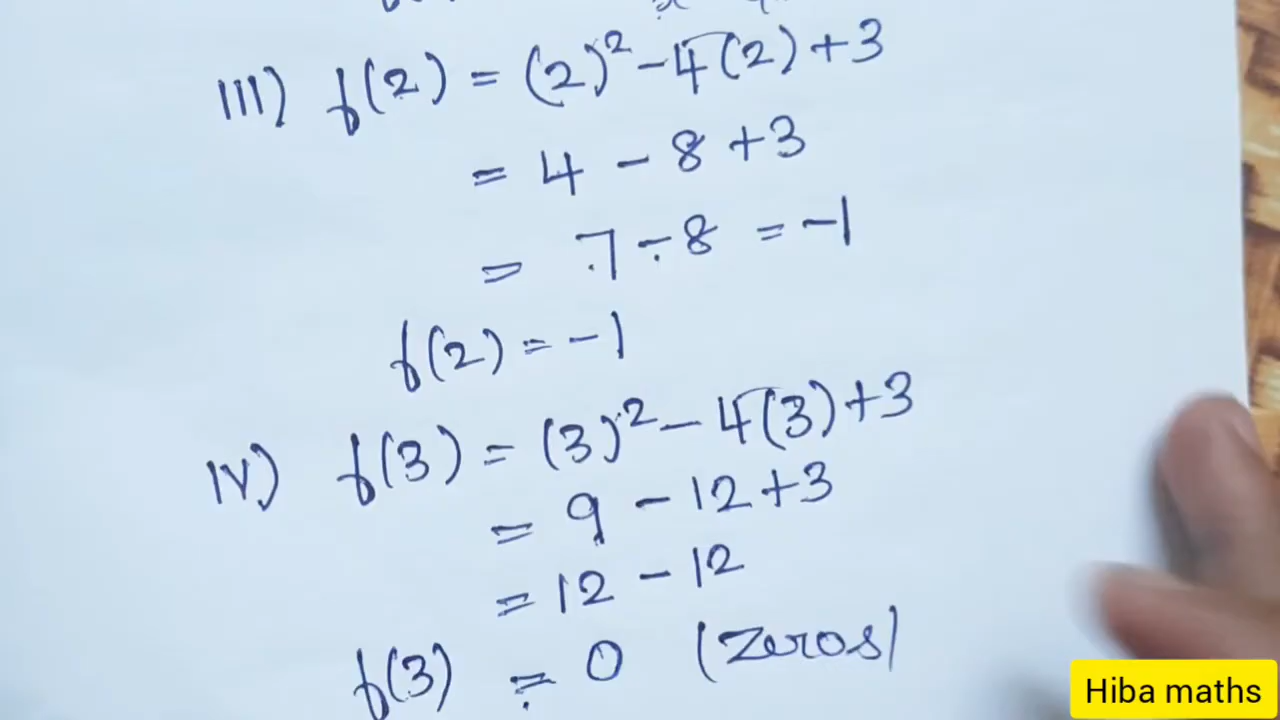 III) f(2) = (2)² - 4(2) + 3
= 4 - 8 + 3
= 7 - 8 = -1
f(2) = -1
IV) f(3) = (3)² - 4(3) + 3
= 9 - 12 + 3
= 12 - 12
f(3) = 0 (zeros)
Hiba maths